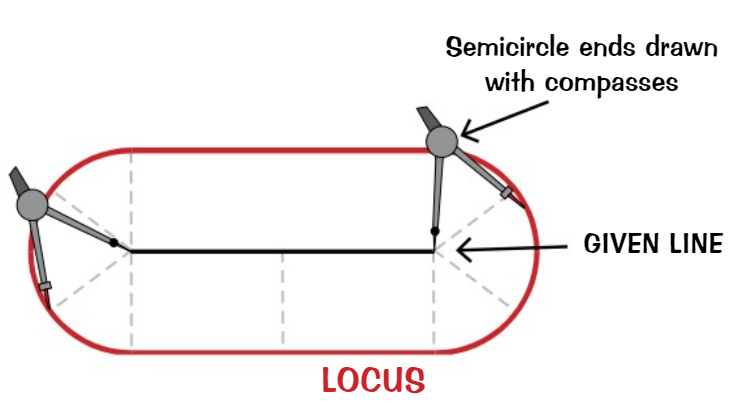 Semicircle ends drawn
with compasses
GIVEN LINE
LOCUS